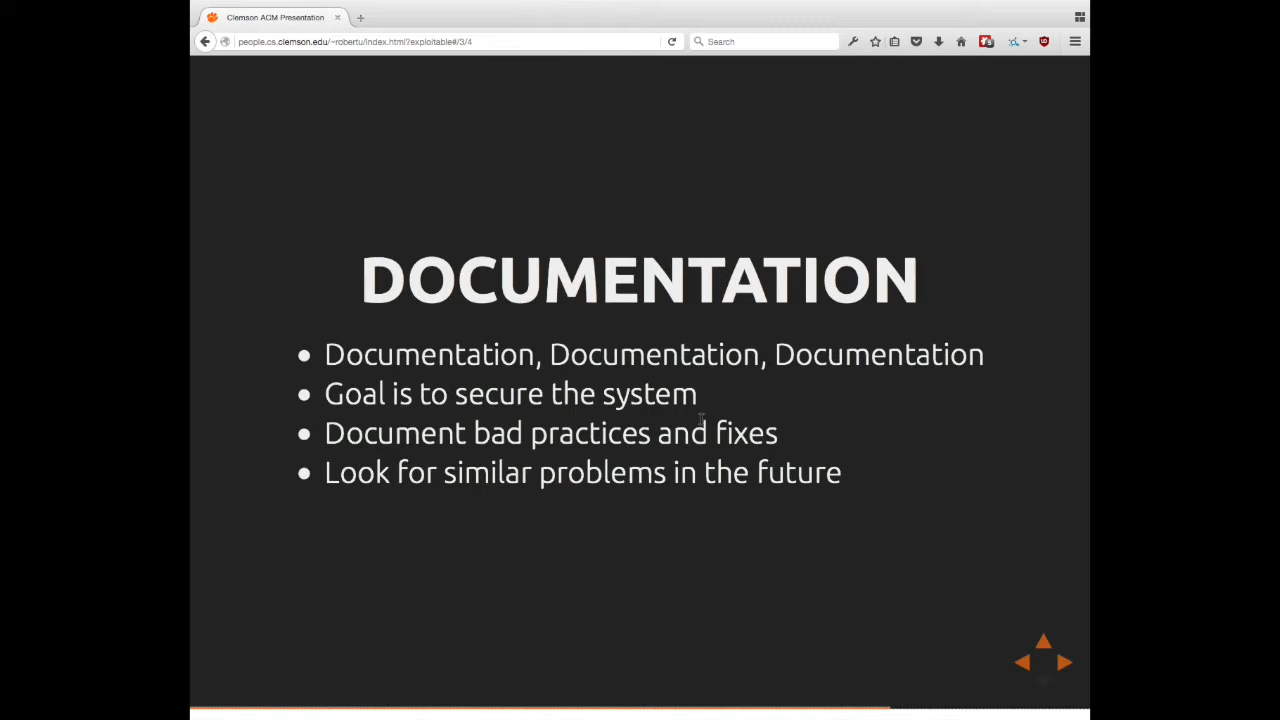 Clemson ACM Presentation
people.cs.clemson.edu/~robertu/index.html?exploitable#/3/4
Search
DOCUMENTATION
Documentation, Documentation, Documentation
Goal is to secure the system
Document bad practices and fixes
Look for similar problems in the future